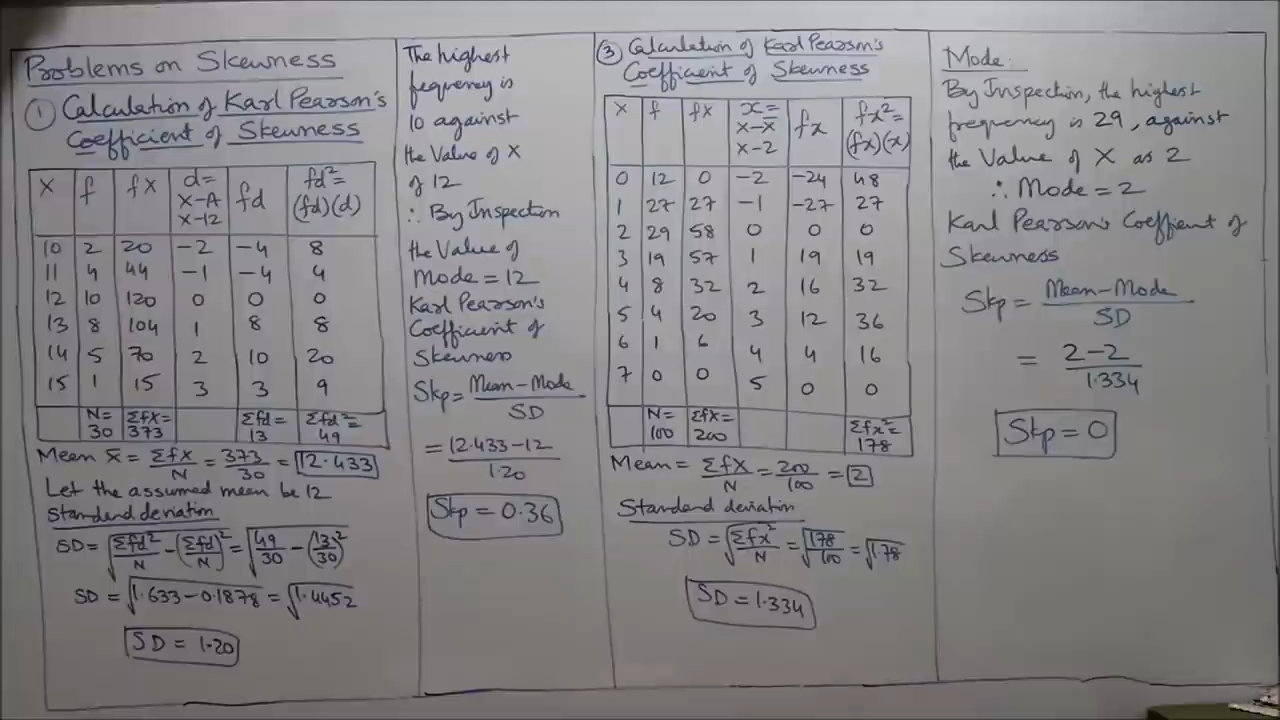 Problems on Skewness
① Calculation of Karl Pearson's
Coefficient of Skewness
X f fX d= X-A X-12 fd fd²= (fd)(d)
10 2 20 -2 -4 8
11 4 44 -1 -4 4
12 10 120 0 0 0
13 8 104 1 8 8
14 5 70 2 10 20
15 1 15 3 3 9
N= 30 ΣfX= 373 Σfd= 13 Σfd²= 49
Mean x̄ = ΣfX/N = 373/30 = 12.433
Let the assumed mean be 12
Standard deviation
SD = √(Σfd²/N - (Σfd/N)²) = √(49/30 - (13/30)²)
SD = √(1.633-0.1878) = √1.4452
SD = 1.20
The highest
frequency is
10 against
the Value of X
of 12
∴ By Inspection
the Value of
Mode = 12
Karl Pearson's
Coefficient of
Skewness
Skp = Mean-Mode/SD
= 12.433-12/1.20
Skp = 0.36
③ Calculation of Karl Pearson's
Coefficient of Skewness
X f fX x= X-X̄ X-2 fx fx²= (fx)(x)
0 12 0 -2 -24 48
1 27 27 -1 -27 27
2 29 58 0 0 0
3 19 57 1 19 19
4 8 32 2 16 32
5 4 20 3 12 36
6 1 6 4 4 16
7 0 0 5 0 0
N= 100 ΣfX= 200 Σfx²= 178
Mean = ΣfX/N = 200/100 = 2
Standard deviation
SD = √(Σfx²/N) = √(178/100) = √1.78
SD = 1.334
Mode:
By Inspection, the highest
frequency is 29, against
the Value of X as 2
∴ Mode = 2
Karl Pearson's Coeffient of
Skewness
Skp = Mean-Mode/SD
= 2-2/1.334
Skp = 0